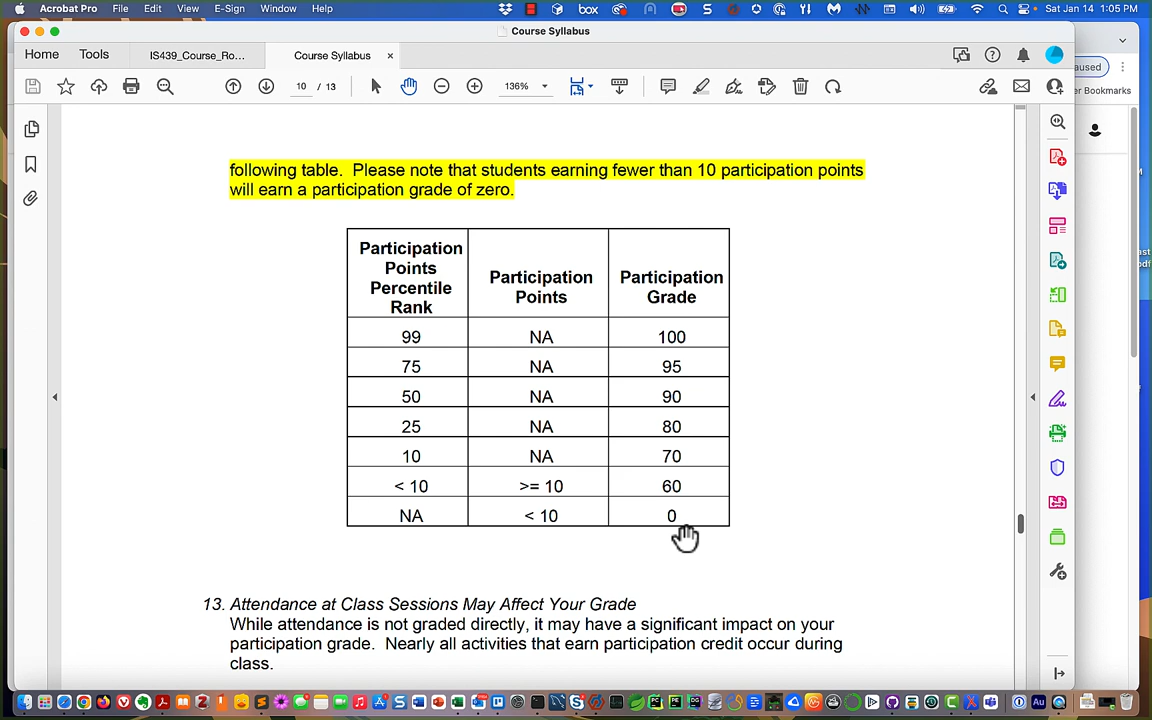 Acrobat Pro File Edit View E-Sign Window Help box Sat Jan 14 1:05 PM
Course Syllabus
Home Tools IS439_Course_Ro... Course Syllabus ×
10 / 13 136%
aused
er Bookmarks
following table. Please note that students earning fewer than 10 participation points
will earn a participation grade of zero.
Participation Points Percentile Rank Participation Points Participation Grade
99 NA 100
75 NA 95
50 NA 90
25 NA 80
10 NA 70
< 10 >= 10 60
NA < 10 0
13. Attendance at Class Sessions May Affect Your Grade
While attendance is not graded directly, it may have a significant impact on your
participation grade. Nearly all activities that earn participation credit occur during
class.